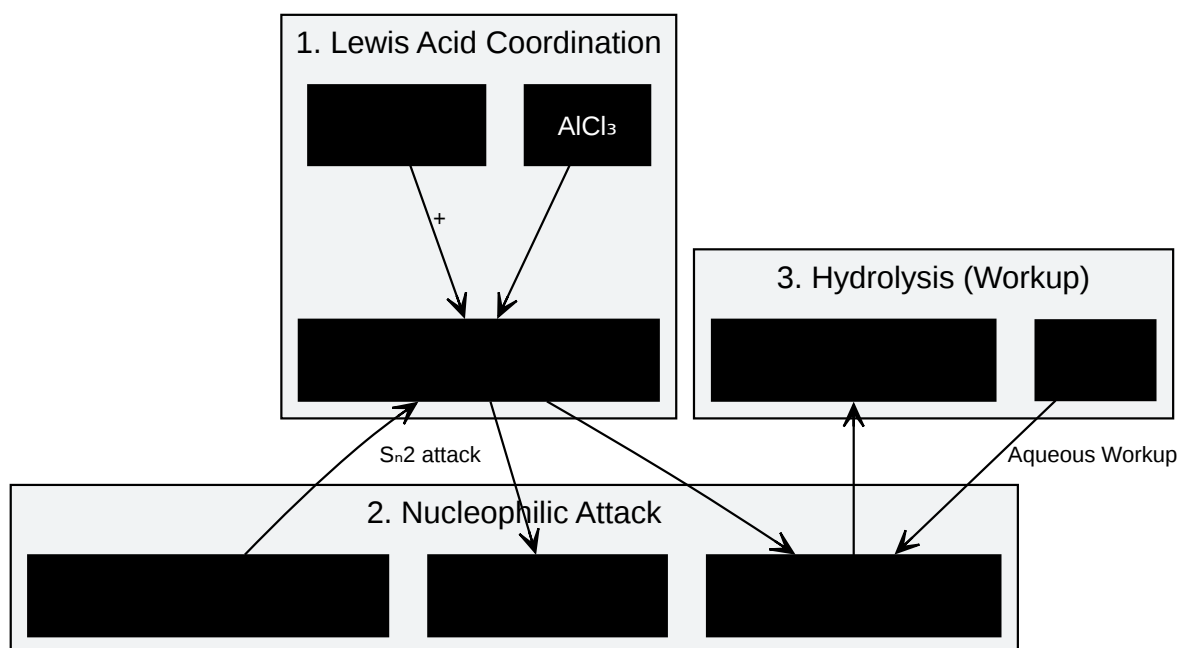 1. Lewis Acid Coordination
AlCl₃
+
3. Hydrolysis (Workup)
Sₙ2 attack
Aqueous Workup
2. Nucleophilic Attack